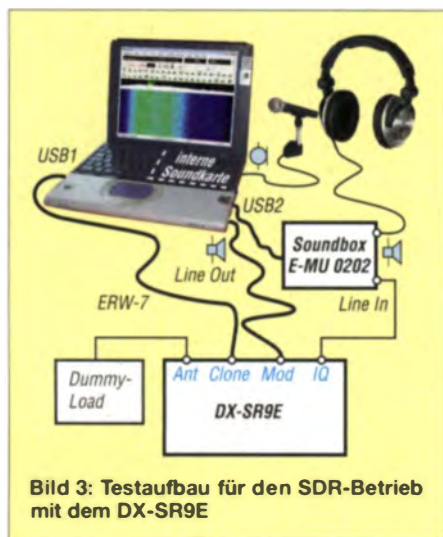 USB1
interne
Soundkarte
USB2
Soundbox
E-MU 0202
Line Out
Line In
ERW-7
Dummy-
Load
Ant Clone Mod IQ
DX-SR9E
Bild 3: Testaufbau für den SDR-Betrieb
mit dem DX-SR9E